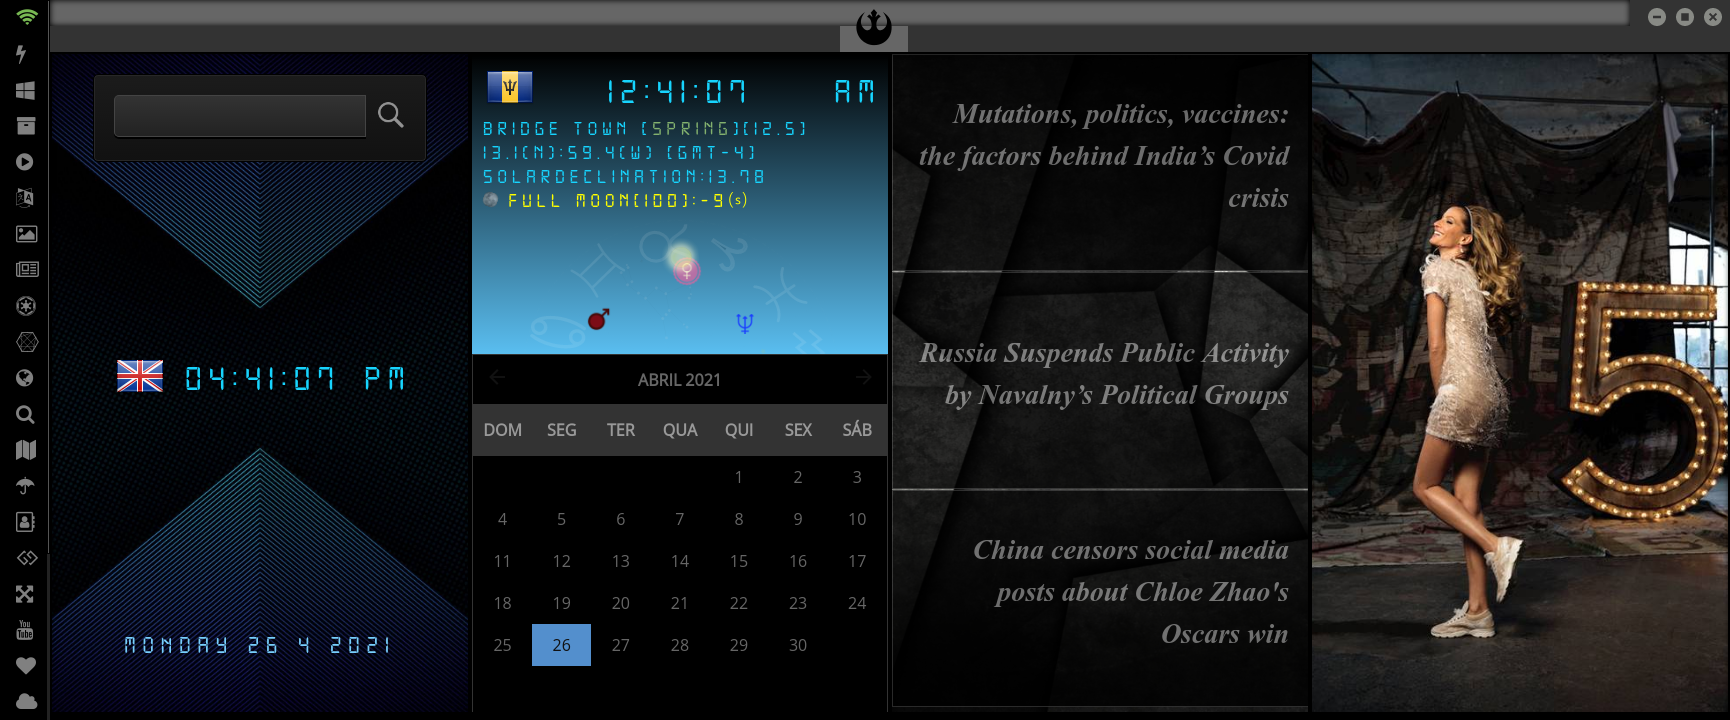 12:41:07 AM
BRIDGE TOWN [SPRING][12.5]
13.1(N):59.4(W) [GMT-4]
SOLARDECLINATION:13.78
FULL MOON[100]:-9(s)
04:41:07 PM
MONDAY 26 4 2021
ABRIL 2021
DOM SEG TER QUA QUI SEX SÁB
1 2 3
4 5 6 7 8 9 10
11 12 13 14 15 16 17
18 19 20 21 22 23 24
25 26 27 28 29 30
Mutations, politics, vaccines:
the factors behind India’s Covid
crisis
Russia Suspends Public Activity
by Navalny’s Political Groups
China censors social media
posts about Chloe Zhao's
Oscars win
5
You
Tube